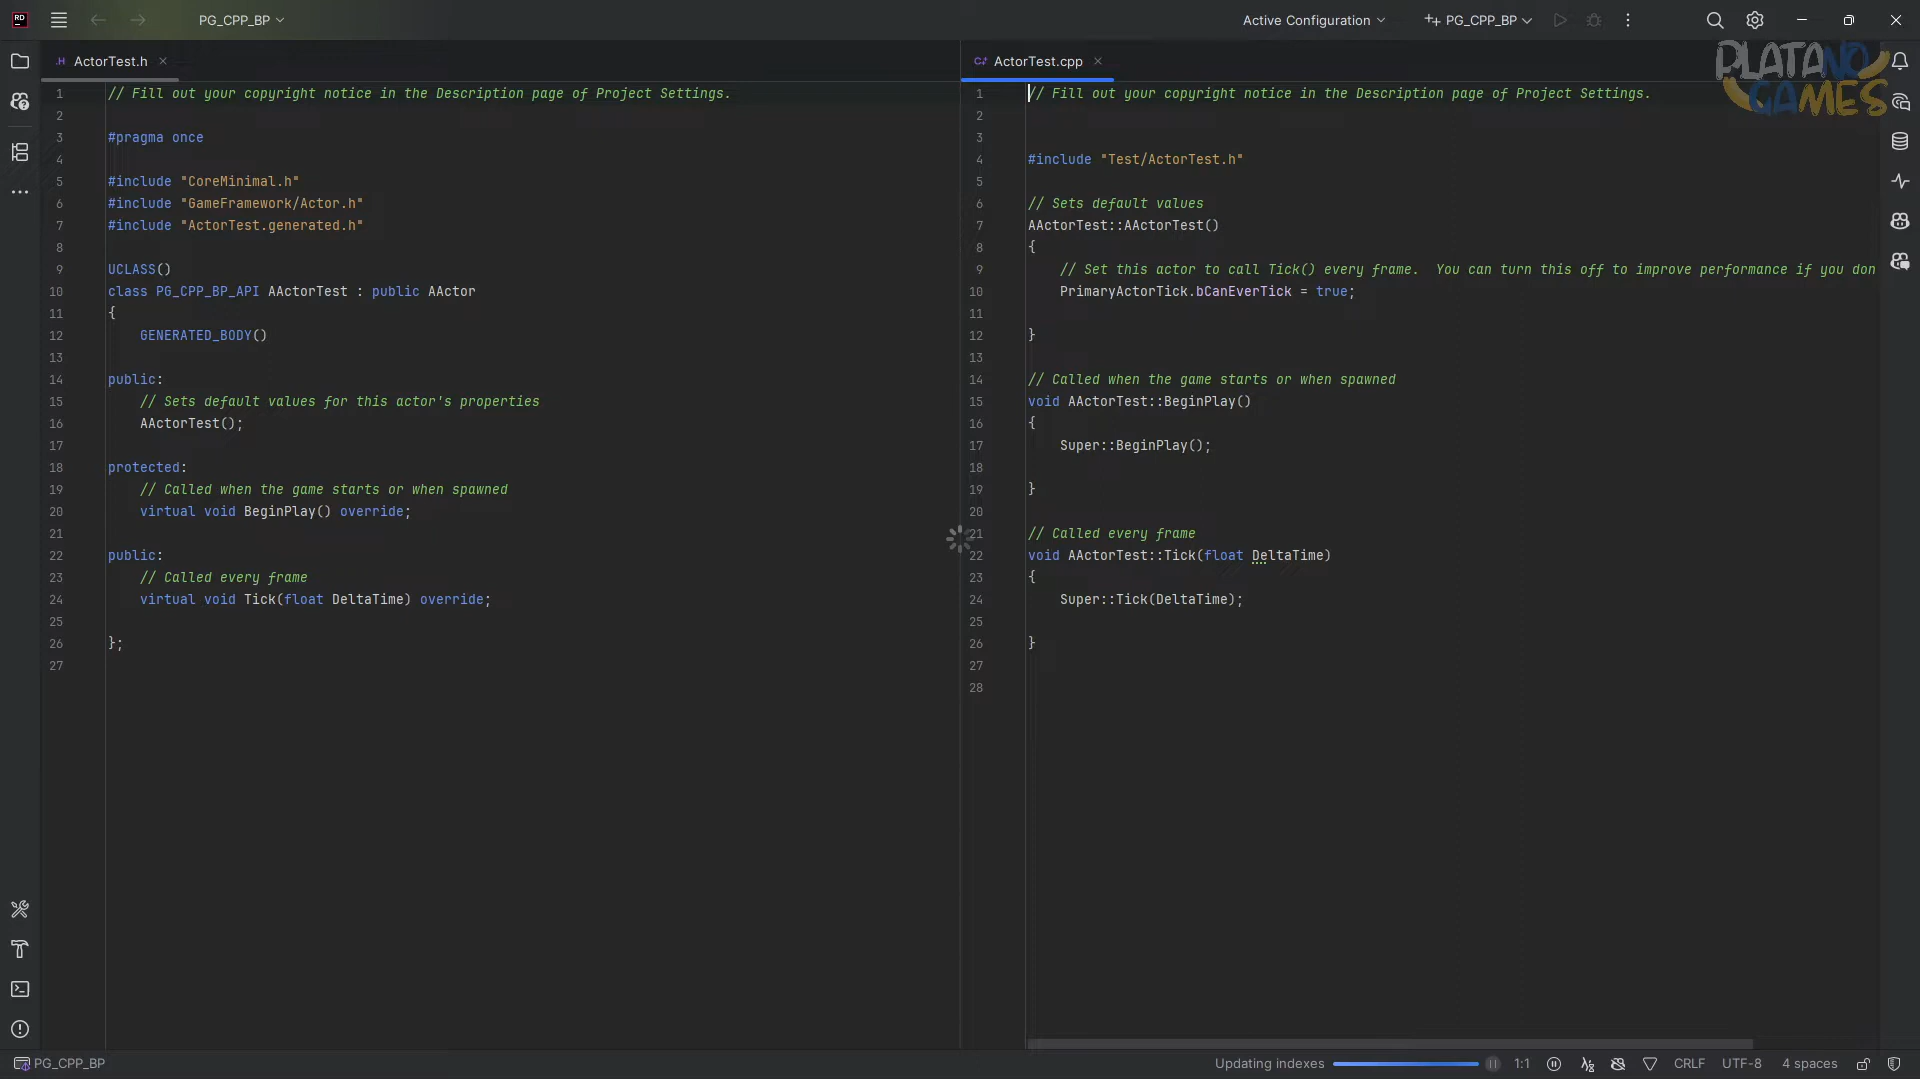 RD
PG_CPP_BP
Active Configuration
PG_CPP_BP
PLATANO
GAMES
.H ActorTest.h
C++ ActorTest.cpp
1 // Fill out your copyright notice in the Description page of Project Settings.
2
3 #pragma once
4
5 #include "CoreMinimal.h"
6 #include "GameFramework/Actor.h"
7 #include "ActorTest.generated.h"
8
9 UCLASS()
10 class PG_CPP_BP_API AActorTest : public AActor
11 {
12 GENERATED_BODY()
13
14 public:
15 // Sets default values for this actor's properties
16 AActorTest();
17
18 protected:
19 // Called when the game starts or when spawned
20 virtual void BeginPlay() override;
21
22 public:
23 // Called every frame
24 virtual void Tick(float DeltaTime) override;
25
26 };
27
1 // Fill out your copyright notice in the Description page of Project Settings.
2
3
4 #include "Test/ActorTest.h"
5
6 // Sets default values
7 AActorTest::AActorTest()
8 {
9 // Set this actor to call Tick() every frame.  You can turn this off to improve performance if you don
10 PrimaryActorTick.bCanEverTick = true;
11
12 }
13
14 // Called when the game starts or when spawned
15 void AActorTest::BeginPlay()
16 {
17 Super::BeginPlay();
18
19 }
20
21 // Called every frame
22 void AActorTest::Tick(float DeltaTime)
23 {
24 Super::Tick(DeltaTime);
25
26 }
27
28
PG_CPP_BP
Updating indexes
1:1
CRLF
UTF-8
4 spaces